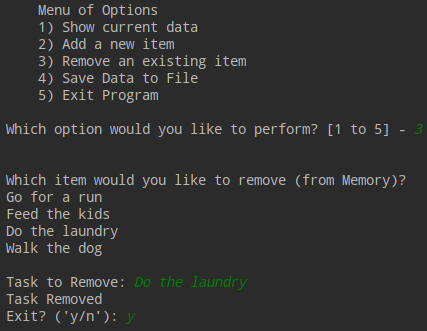 Menu of Options
1) Show current data
2) Add a new item
3) Remove an existing item
4) Save Data to File
5) Exit Program
Which option would you like to perform? [1 to 5] - 3
Which item would you like to remove (from Memory)?
Go for a run
Feed the kids
Do the laundry
Walk the dog
Task to Remove: Do the laundry
Task Removed
Exit? ('y/n'): y